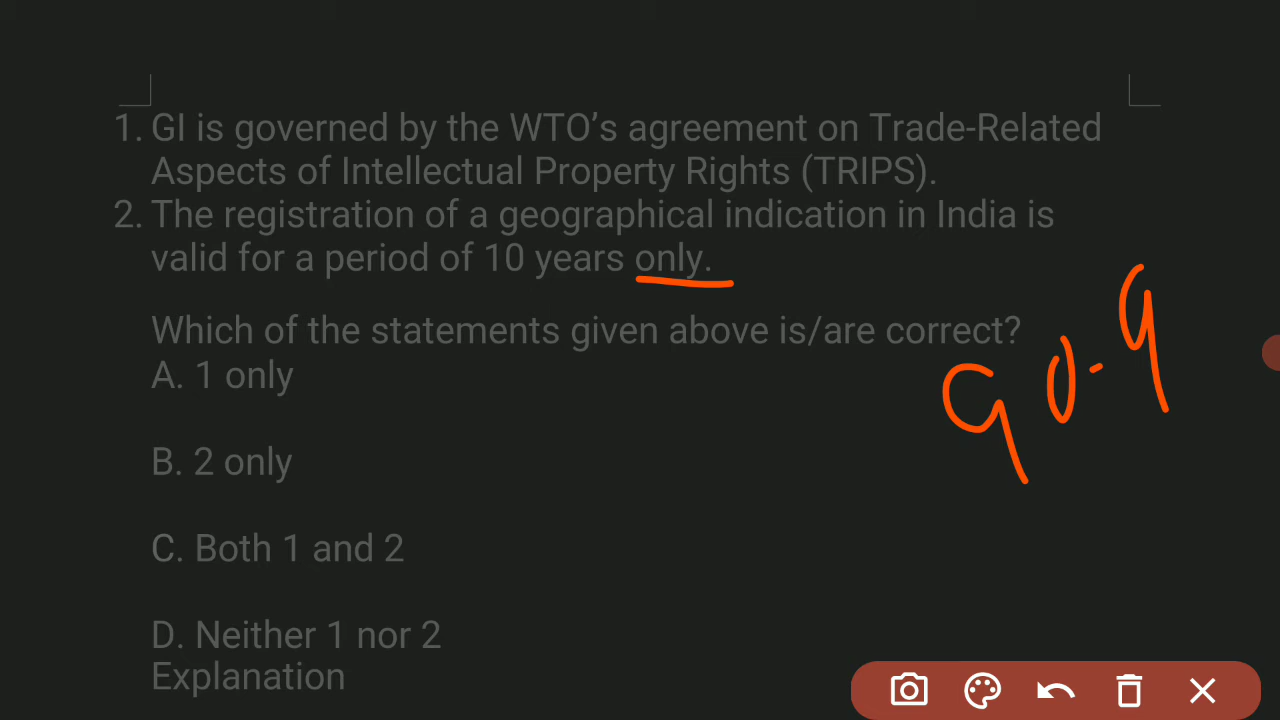 1. GI is governed by the WTO’s agreement on Trade-Related
Aspects of Intellectual Property Rights (TRIPS).
2. The registration of a geographical indication in India is
valid for a period of 10 years only.
Which of the statements given above is/are correct?
A. 1 only
B. 2 only
C. Both 1 and 2
D. Neither 1 nor 2
Explanation